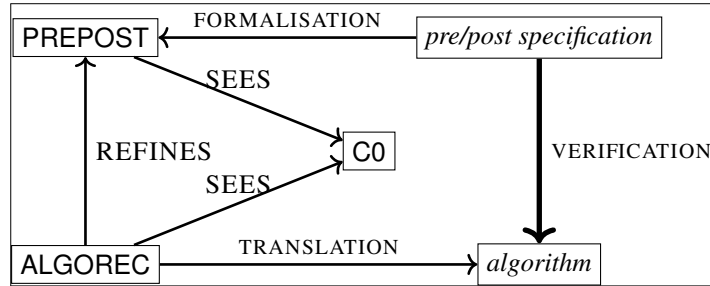 FORMALISATION
PREPOST
pre/post specification
SEES
REFINES
C0
VERIFICATION
SEES
TRANSLATION
ALGOREC
algorithm